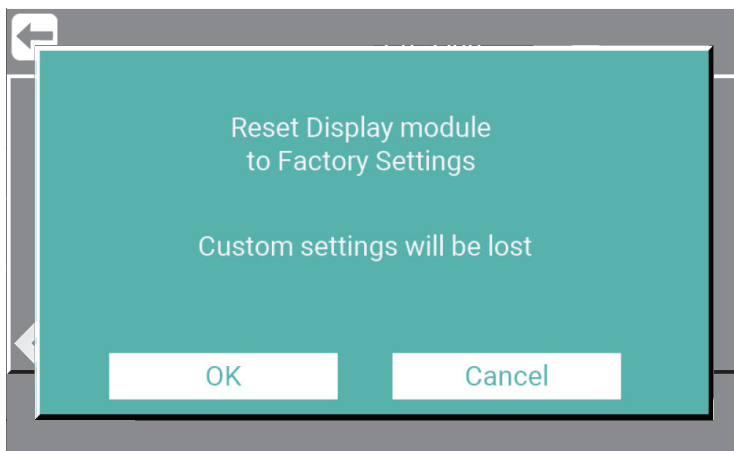 Reset Display module
to Factory Settings
Custom settings will be lost
OK
Cancel